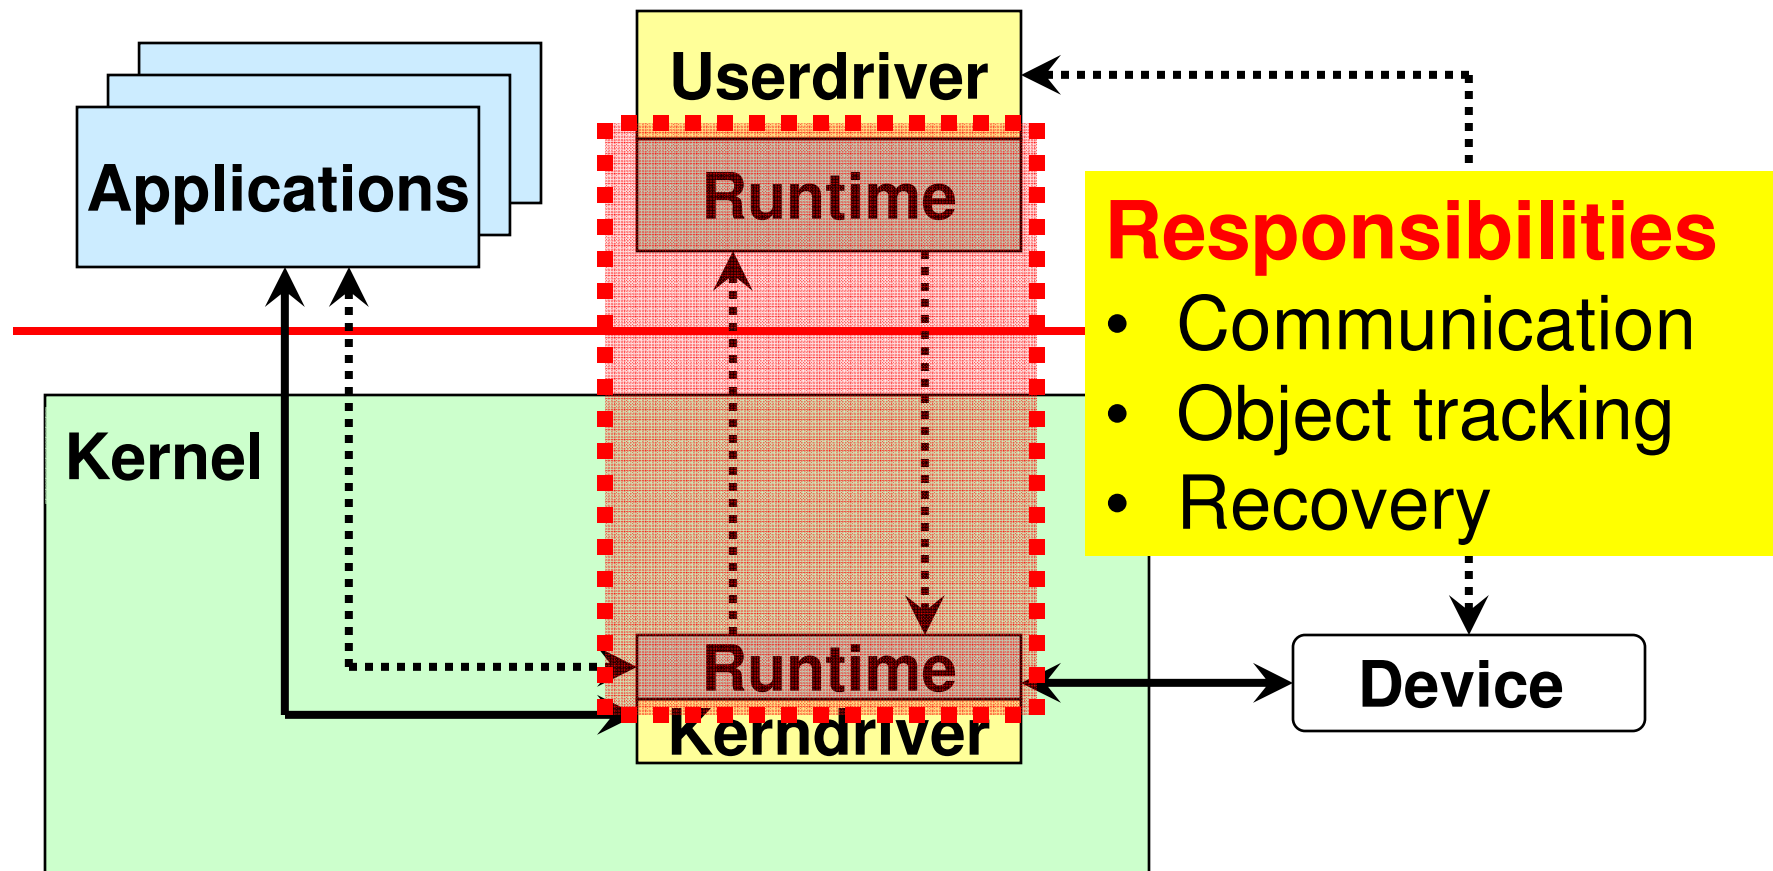 Userdriver
Applications
Runtime
Responsibilities
• Communication
• Object tracking
• Recovery
Kernel
Runtime
Kerndriver
Device